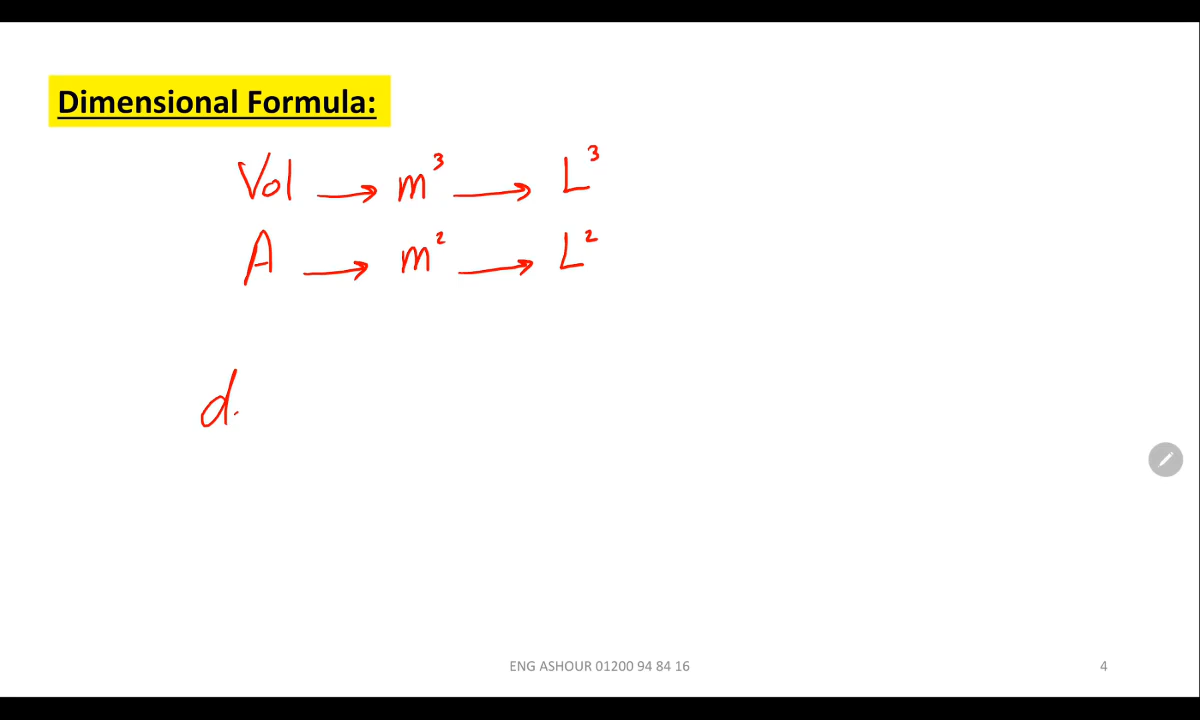 Dimensional Formula:
Vol → m³ → L³
A → m² → L²
d.
ENG ASHOUR 01200 94 84 16
4